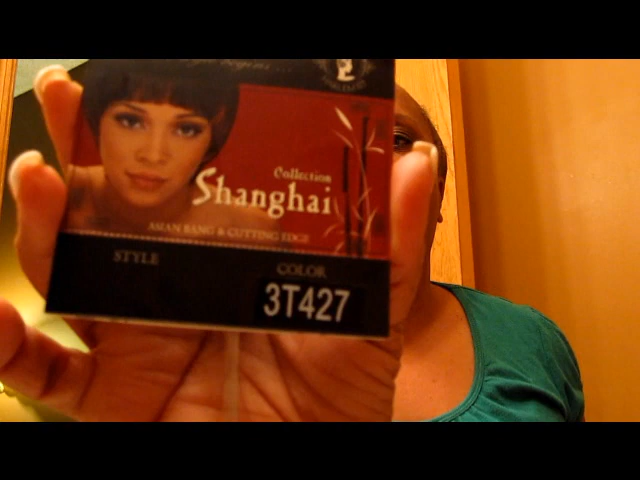 Collection
Shanghai
ASIAN BANG & CUTTING EDGE
STYLE
COLOR
3T427